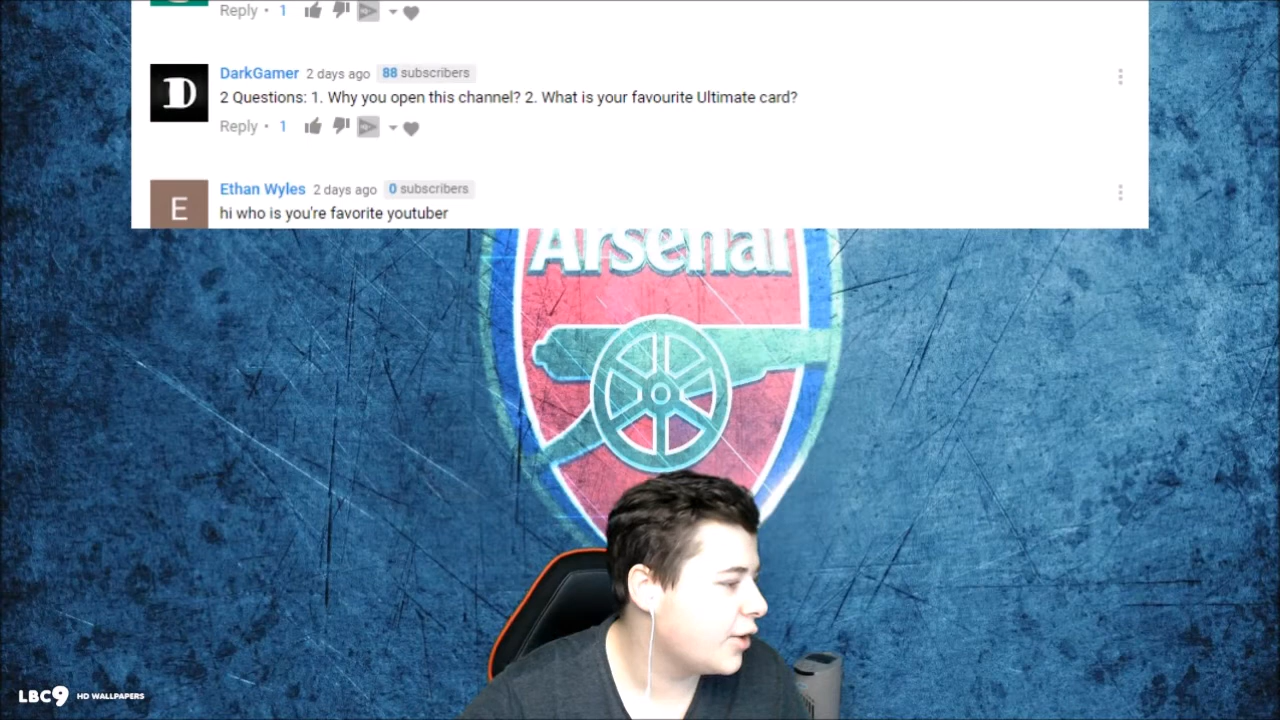 Reply • 1
DarkGamer 2 days ago 88 subscribers
2 Questions: 1. Why you open this channel? 2. What is your favourite Ultimate card?
Reply • 1
Ethan Wyles 2 days ago 0 subscribers
hi who is you're favorite youtuber
Arsenal
LBC9 HD WALLPAPERS